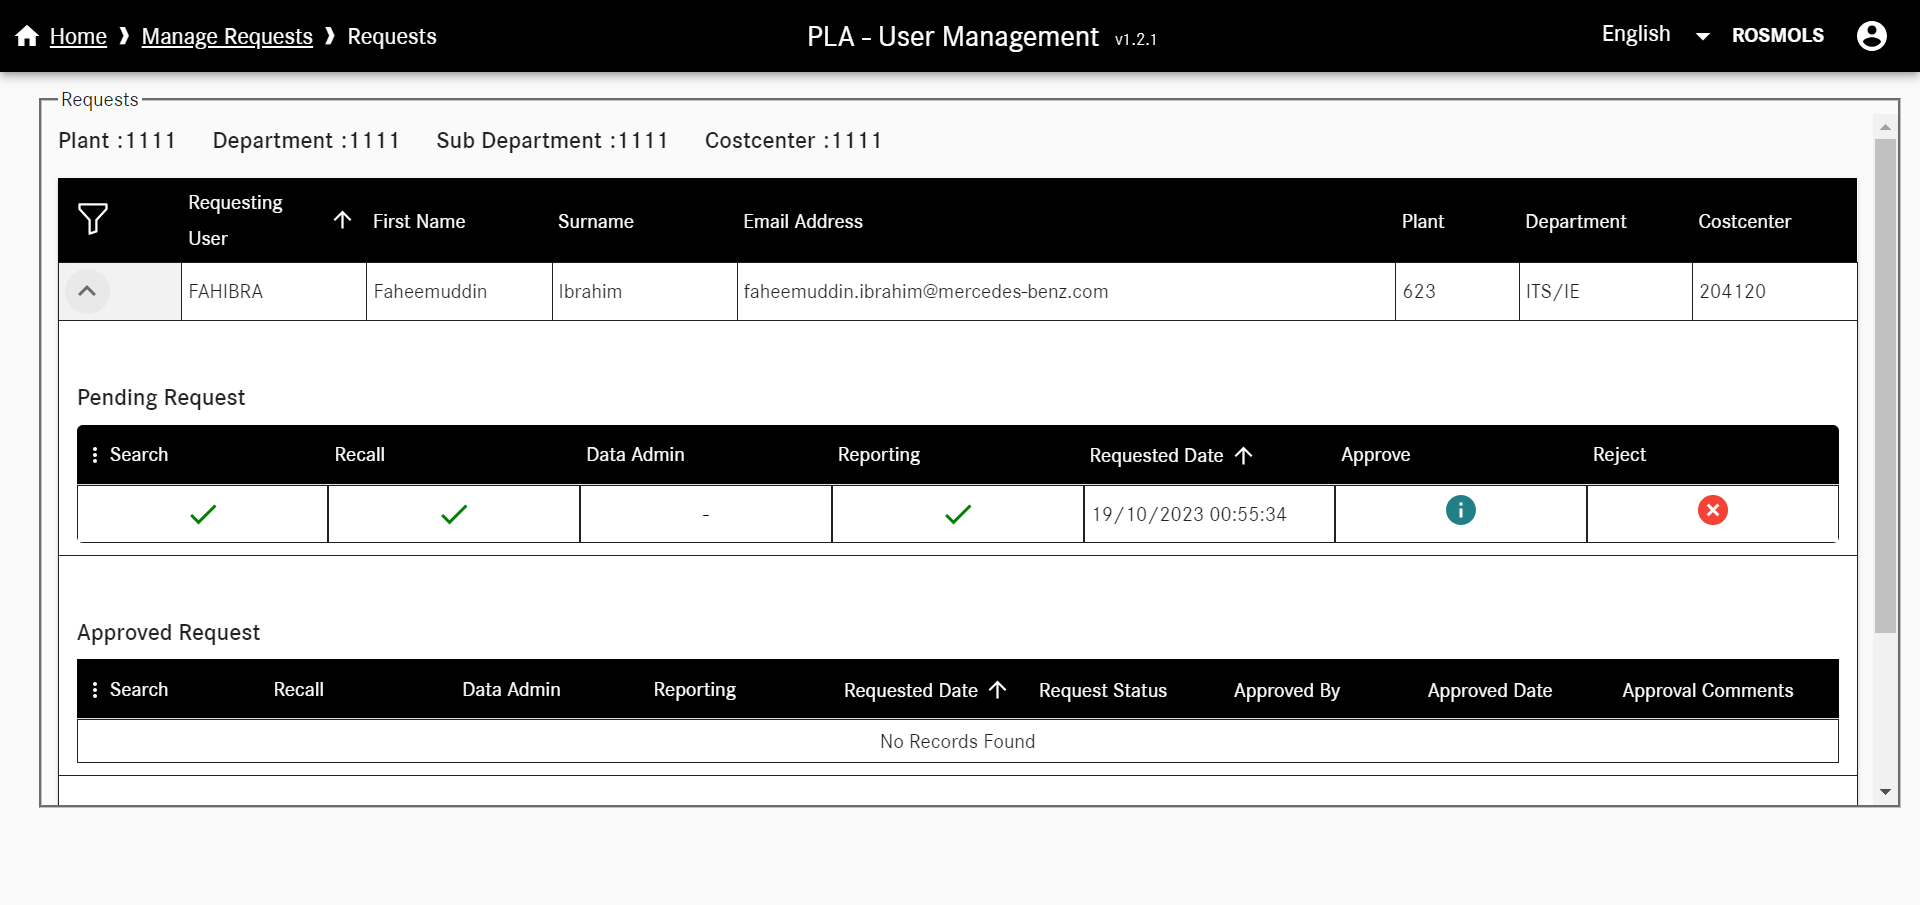 Home ❱ Manage Requests ❱ Requests
PLA - User Management v1.2.1
English ROSMOLS
Requests
Plant :1111 Department :1111 Sub Department :1111 Costcenter :1111
Requesting User First Name Surname Email Address Plant Department Costcenter
FAHIBRA Faheemuddin Ibrahim faheemuddin.ibrahim@mercedes-benz.com 623 ITS/IE 204120
Pending Request
Search Recall Data Admin Reporting Requested Date Approve Reject
- 19/10/2023 00:55:34
Approved Request
Search Recall Data Admin Reporting Requested Date Request Status Approved By Approved Date Approval Comments
No Records Found